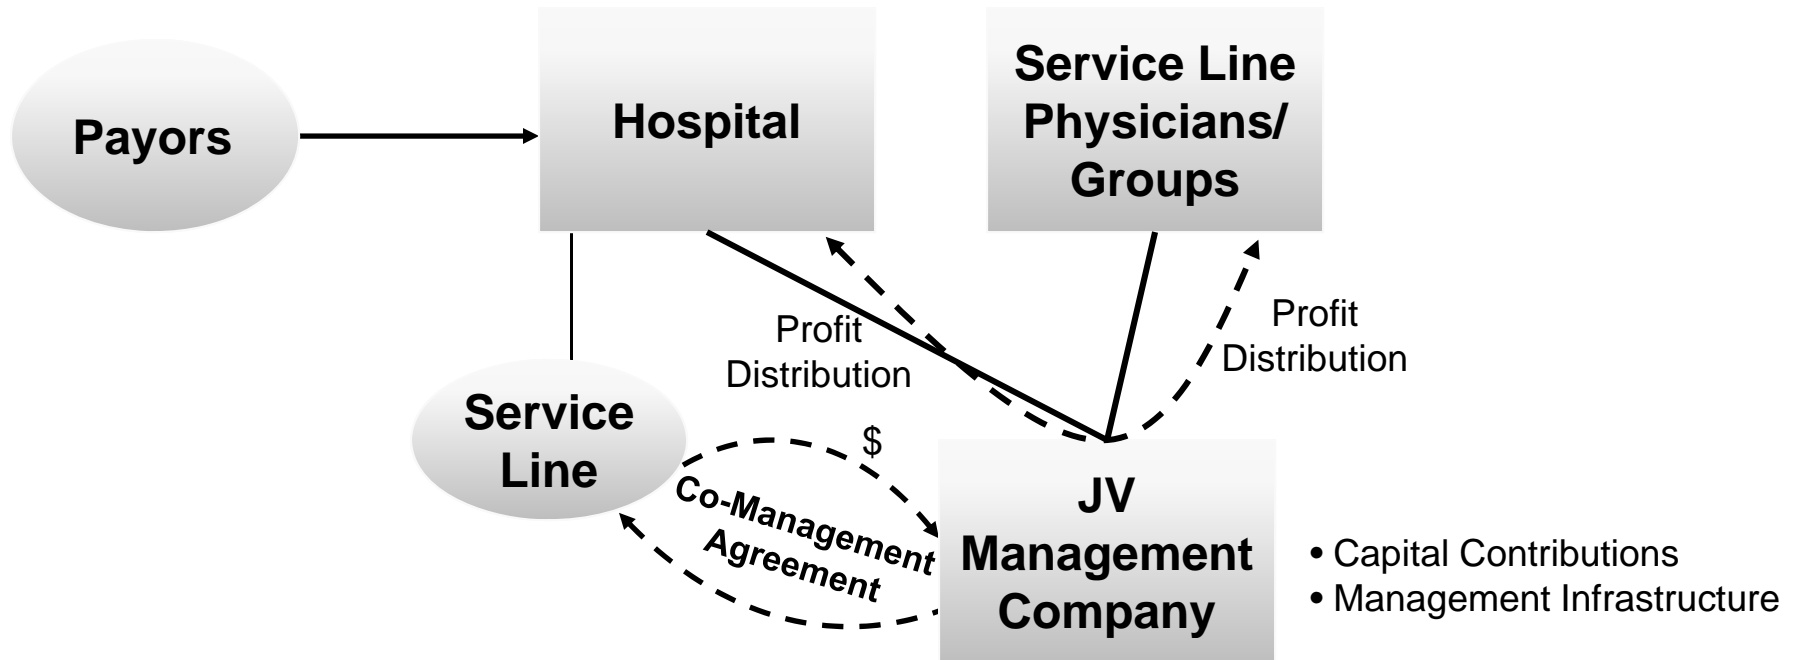 Payors
Hospital
Service Line
Physicians/
Groups
Profit
Distribution
Profit
Distribution
Service
Line
$
Co-Management
Agreement
JV
Management
Company
• Capital Contributions
• Management Infrastructure